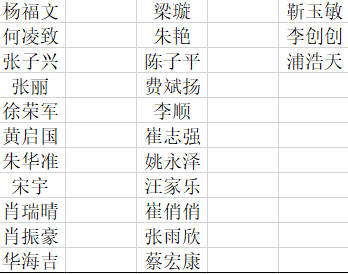 杨福文 梁璇 靳玉敏
何凌致 朱艳 李创创
张子兴 陈子平 浦浩天
张丽 费斌扬
徐荣军 李顺
黄启国 崔志强
朱华准 姚永泽
宋宇 汪家乐
肖瑞晴 崔俏俏
肖振豪 张雨欣
华海吉 蔡宏康